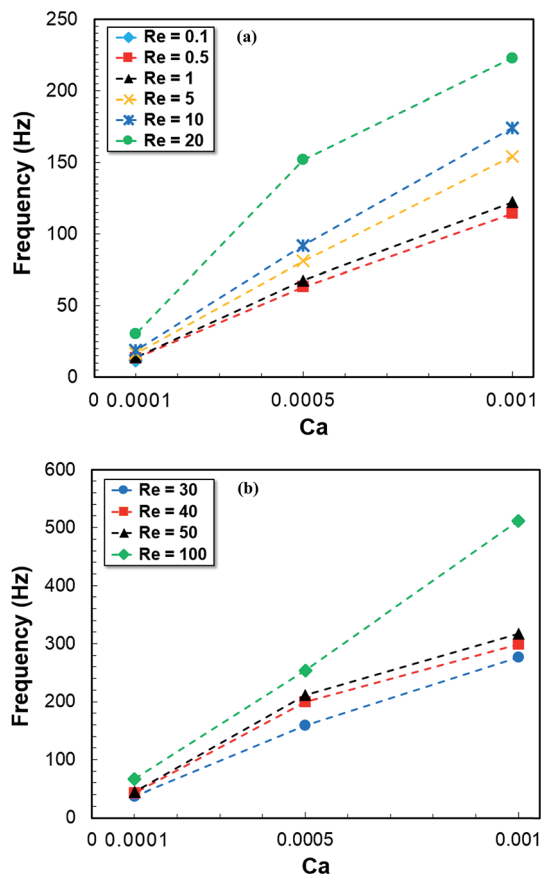 (a)
Re = 0.1
Re = 0.5
Re = 1
Re = 5
Re = 10
Re = 20
250
200
150
100
50
0
Frequency (Hz)
0 0.0001 0.0005 0.001
Ca
(b)
Re = 30
Re = 40
Re = 50
Re = 100
600
500
400
300
200
100
0
Frequency (Hz)
0 0.0001 0.0005 0.001
Ca